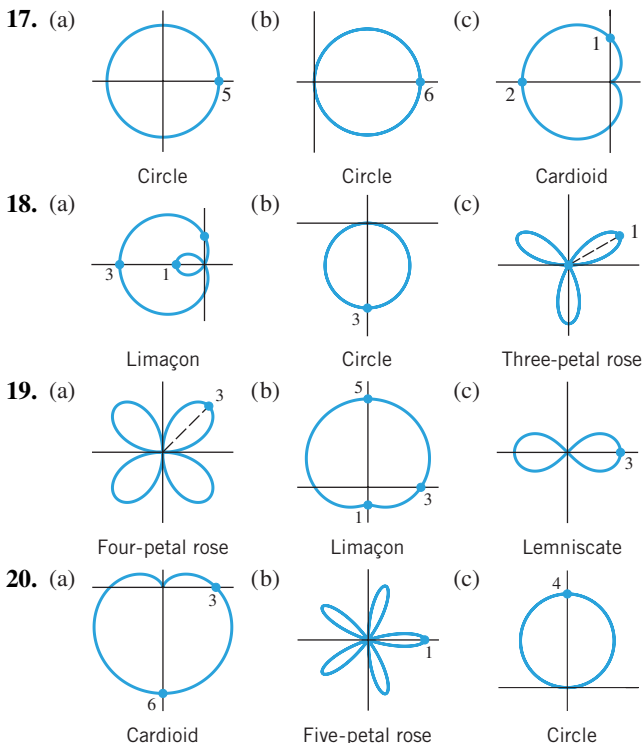 17. (a) (b) (c)
1
5 6 2
Circle Circle Cardioid
18. (a) (b) (c)
1
3 1
3
Limaçon Circle Three-petal rose
19. (a) (b) (c)
3 5
3 3
1
Four-petal rose Limaçon Lemniscate
20. (a) (b) (c)
4
3
1
6
Cardioid Five-petal rose Circle